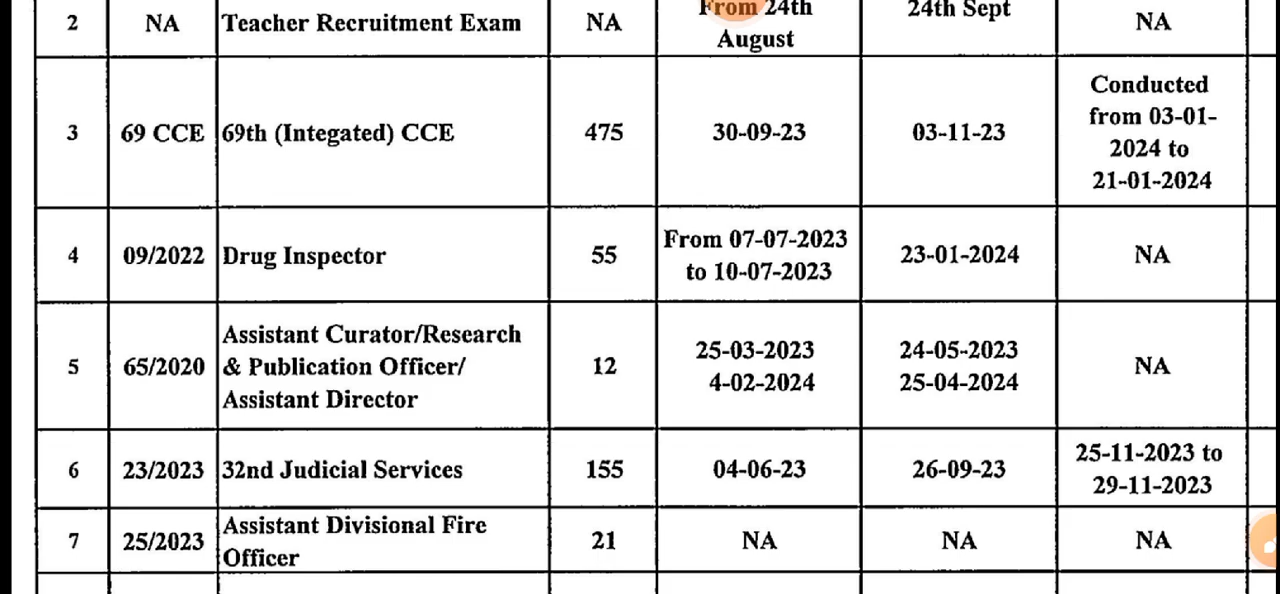 2
NA
Teacher Recruitment Exam
NA
From 24th
August
24th Sept
NA
3
69 CCE
69th (Integated) CCE
475
30-09-23
03-11-23
Conducted
from 03-01-
2024 to
21-01-2024
4
09/2022
Drug Inspector
55
From 07-07-2023
to 10-07-2023
23-01-2024
NA
5
65/2020
Assistant Curator/Research
& Publication Officer/
Assistant Director
12
25-03-2023
4-02-2024
24-05-2023
25-04-2024
NA
6
23/2023
32nd Judicial Services
155
04-06-23
26-09-23
25-11-2023 to
29-11-2023
7
25/2023
Assistant Divisional Fire
Officer
21
NA
NA
NA